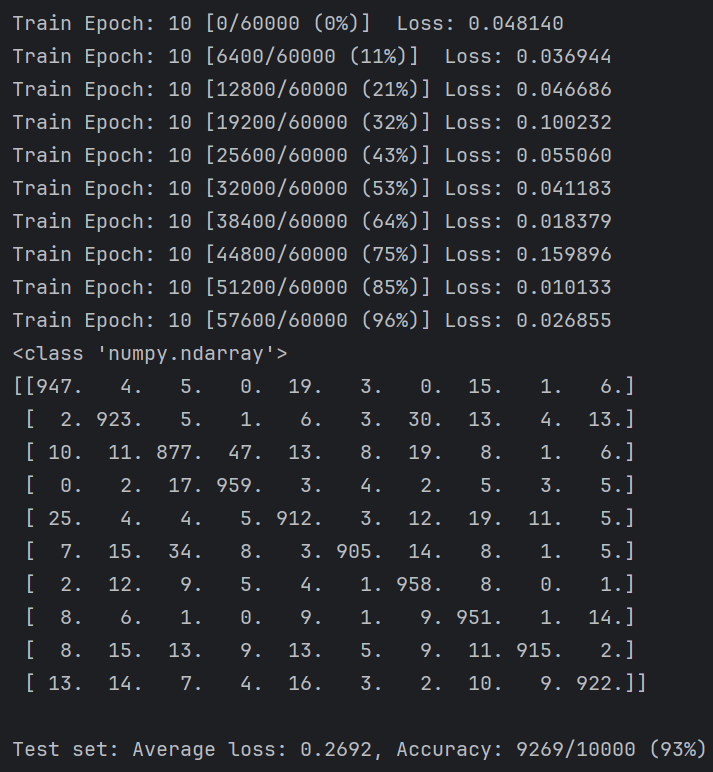 Train Epoch: 10 [0/60000 (0%)]  Loss: 0.048140
Train Epoch: 10 [6400/60000 (11%)]  Loss: 0.036944
Train Epoch: 10 [12800/60000 (21%)] Loss: 0.046686
Train Epoch: 10 [19200/60000 (32%)] Loss: 0.100232
Train Epoch: 10 [25600/60000 (43%)] Loss: 0.055060
Train Epoch: 10 [32000/60000 (53%)] Loss: 0.041183
Train Epoch: 10 [38400/60000 (64%)] Loss: 0.018379
Train Epoch: 10 [44800/60000 (75%)] Loss: 0.159896
Train Epoch: 10 [51200/60000 (85%)] Loss: 0.010133
Train Epoch: 10 [57600/60000 (96%)] Loss: 0.026855
<class 'numpy.ndarray'>
[[947.   4.   5.   0.  19.   3.   0.  15.   1.   6.]
 [  2. 923.   5.   1.   6.   3.  30.  13.   4.  13.]
 [ 10.  11. 877.  47.  13.   8.  19.   8.   1.   6.]
 [  0.   2.  17. 959.   3.   4.   2.   5.   3.   5.]
 [ 25.   4.   4.   5. 912.   3.  12.  19.  11.   5.]
 [  7.  15.  34.   8.   3. 905.  14.   8.   1.   5.]
 [  2.  12.   9.   5.   4.   1. 958.   8.   0.   1.]
 [  8.   6.   1.   0.   9.   1.   9. 951.   1.  14.]
 [  8.  15.  13.   9.  13.   5.   9.  11. 915.   2.]
 [ 13.  14.   7.   4.  16.   3.   2.  10.   9. 922.]]
Test set: Average loss: 0.2692, Accuracy: 9269/10000 (93%)